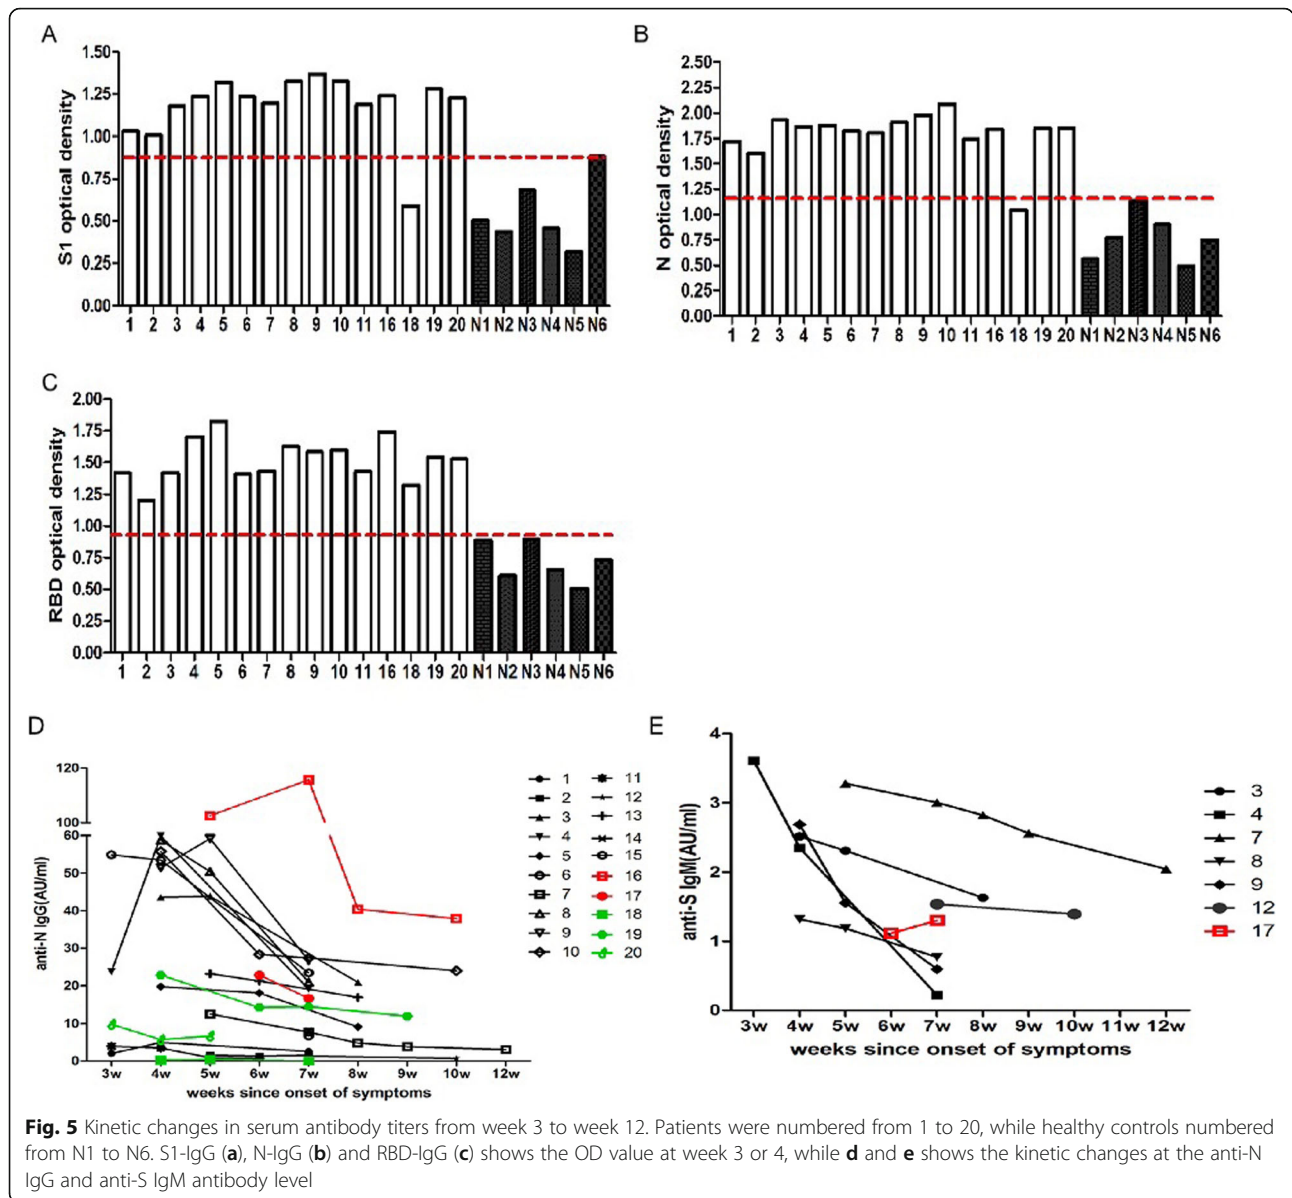 A
S1 optical density
1.50
1.25
1.00
0.75
0.50
0.25
0.00
1 2 3 4 5 6 7 8 9 10 11 16 18 19 20 N1 N2 N3 N4 N5 N6
B
N optical density
2.50
2.25
2.00
1.75
1.50
1.25
1.00
0.75
0.50
0.25
0.00
1 2 3 4 5 6 7 8 9 10 11 16 18 19 20 N1 N2 N3 N4 N5 N6
C
RBD optical density
2.00
1.75
1.50
1.25
1.00
0.75
0.50
0.25
0.00
1 2 3 4 5 6 7 8 9 10 11 16 18 19 20 N1 N2 N3 N4 N5 N6
D
anti-N IgG(AU/ml)
120
100
60
50
40
30
20
10
0
3w 4w 5w 6w 7w 8w 9w 10w 12w
weeks since onset of symptoms
1 11
2 12
3 13
4 14
5 15
6 16
7 17
8 18
9 19
10 20
E
anti-S IgM(AU/ml)
4
3
2
1
0
3w 4w 5w 6w 7w 8w 9w 10w 11w 12w
weeks since onset of symptoms
3
4
7
8
9
12
17
Fig. 5 Kinetic changes in serum antibody titers from week 3 to week 12. Patients were numbered from 1 to 20, while healthy controls numbered
from N1 to N6. S1-IgG (a), N-IgG (b) and RBD-IgG (c) shows the OD value at week 3 or 4, while d and e shows the kinetic changes at the anti-N
IgG and anti-S IgM antibody level